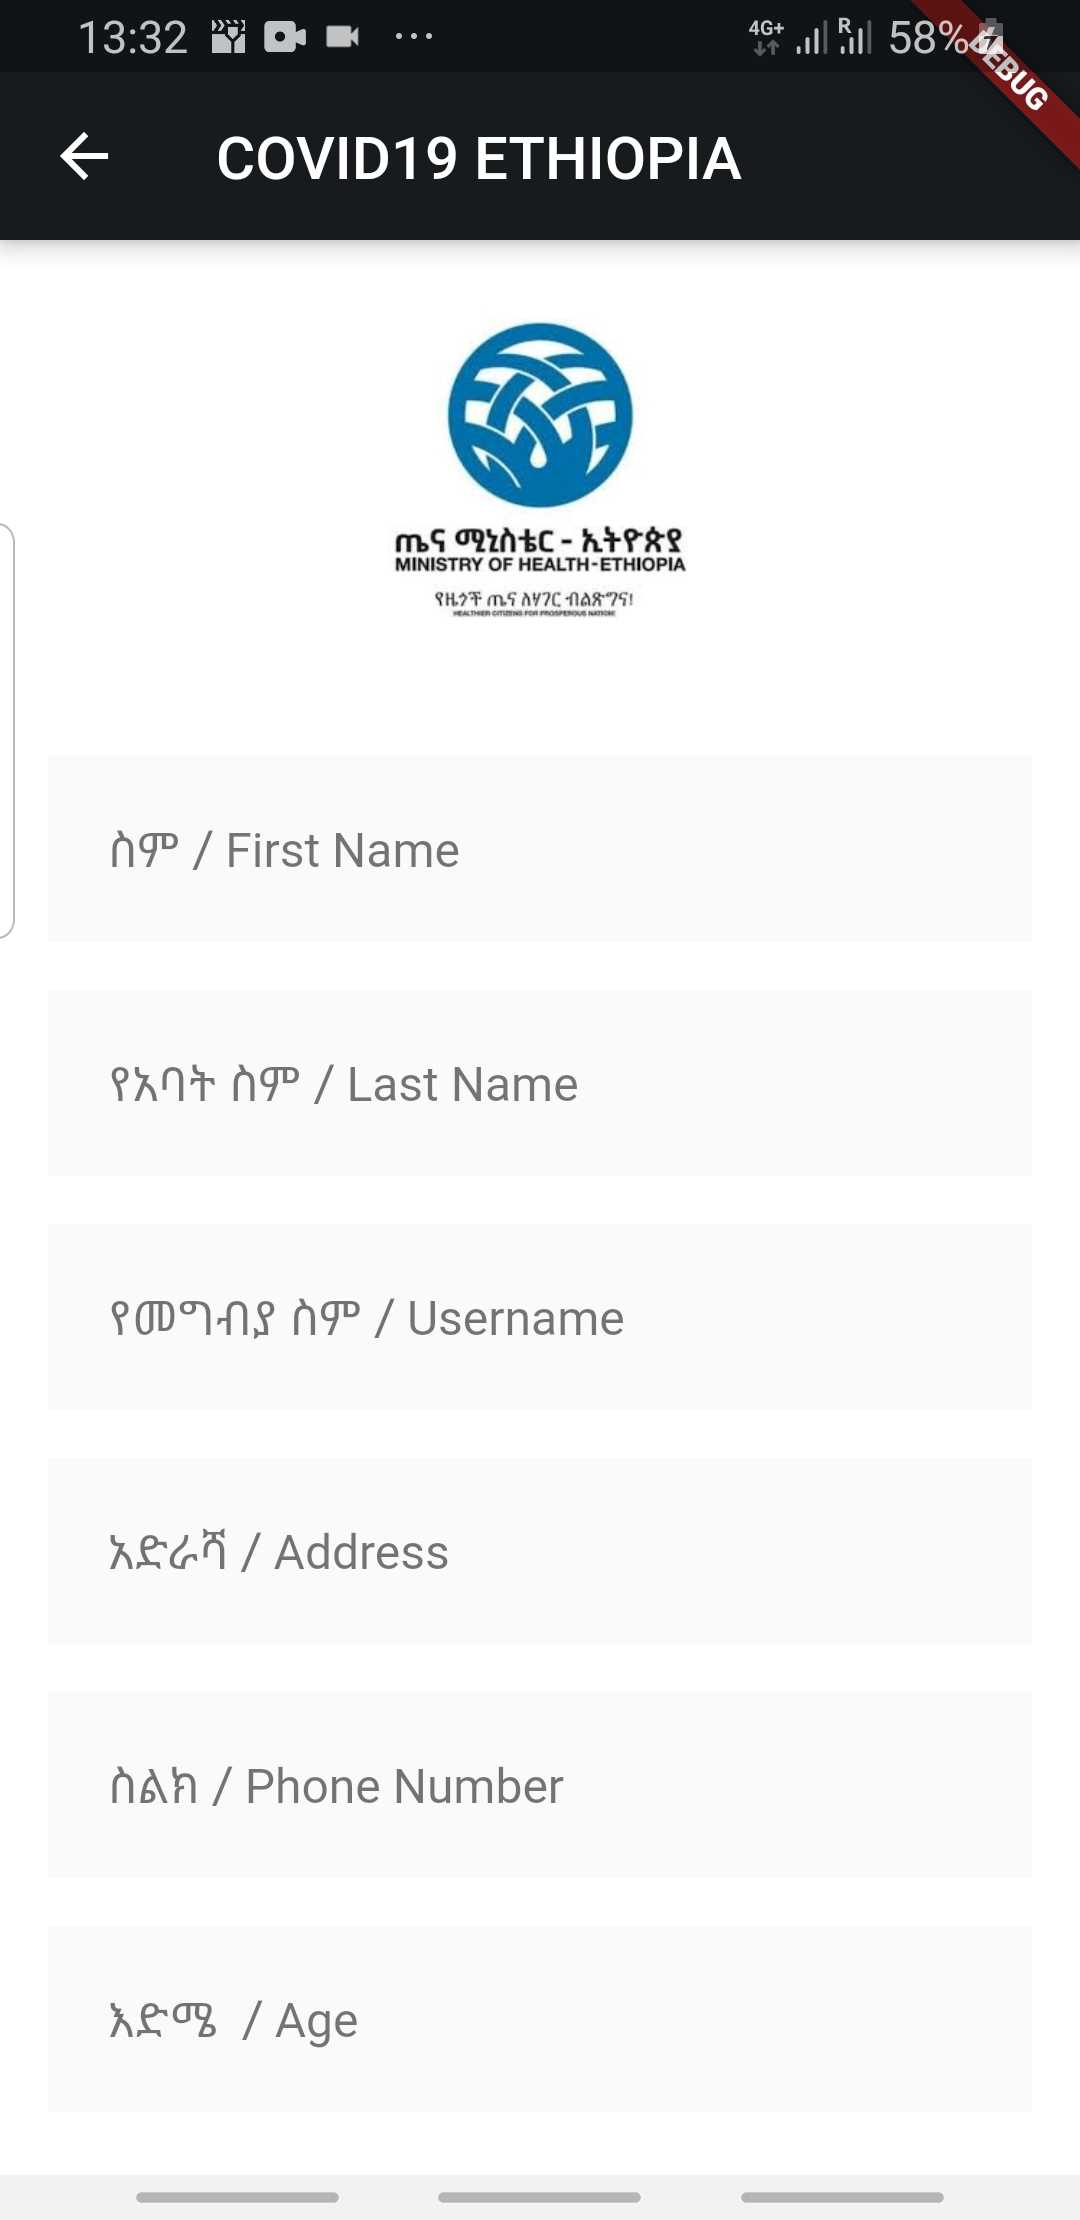 13:32
4G+ R 58%
DEBUG
COVID19 ETHIOPIA
ጤና ሚኒስቴር - ኢትዮጵያ
MINISTRY OF HEALTH-ETHIOPIA
የዜጎች ጤና ለሃገር ብልጽግና!
HEALTHIER CITIZENS FOR PROSPEROUS NATION!
ስም / First Name
የአባት ስም / Last Name
የመግብያ ስም / Username
አድራሻ / Address
ስልክ / Phone Number
እድሜ  / Age